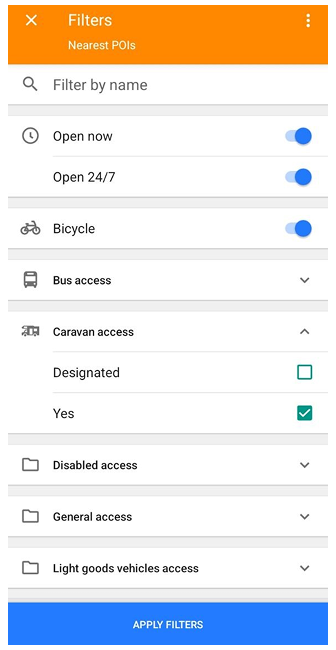 Filters
Nearest POIs
Filter by name
Open now
Open 24/7
Bicycle
Bus access
Caravan access
Designated
Yes
Disabled access
General access
Light goods vehicles access
APPLY FILTERS